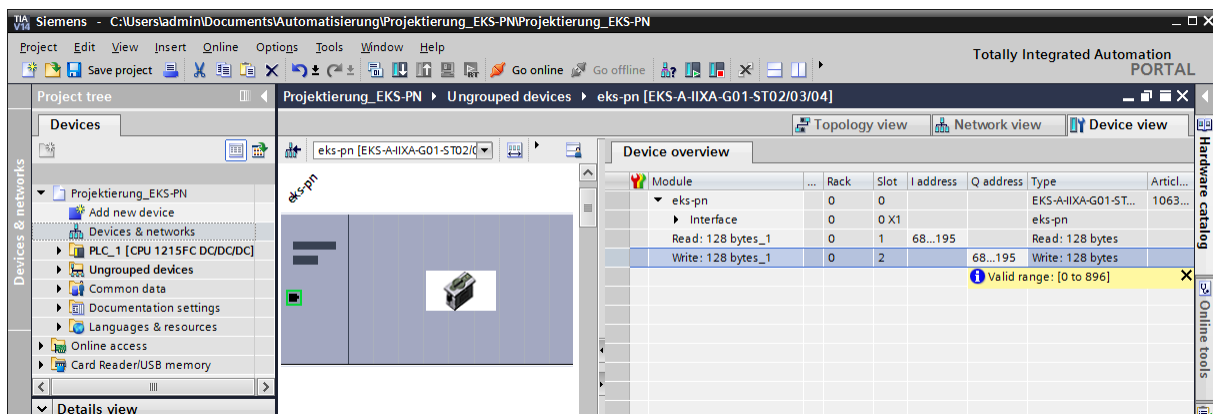 TIA V14 Siemens - C:\Users\admin\Documents\Automatisierung\Projektierung_EKS-PN\Projektierung_EKS-PN
Project Edit View Insert Online Options Tools Window Help
Totally Integrated Automation
PORTAL
Save project Go online Go offline
Project tree
Projektierung_EKS-PN Ungrouped devices eks-pn [EKS-A-IIXA-G01-ST02/03/04]
Devices
Topology view Network view Device view
eks-pn [EKS-A-IIXA-G01-ST02/0
Device overview
Module ... Rack Slot I address Q address Type Articl...
eks-pn 0 0 EKS-A-IIXA-G01-ST... 1063...
Interface 0 0 X1 eks-pn
Read: 128 bytes_1 0 1 68...195 Read: 128 bytes
Write: 128 bytes_1 0 2 68...195 Write: 128 bytes
Valid range: [0 to 896]
eks-pn
Projektierung_EKS-PN
Add new device
Devices & networks
PLC_1 [CPU 1215FC DC/DC/DC]
Ungrouped devices
Common data
Documentation settings
Languages & resources
Online access
Card Reader/USB memory
Details view
Devices & networks
Hardware catalog
Online tools